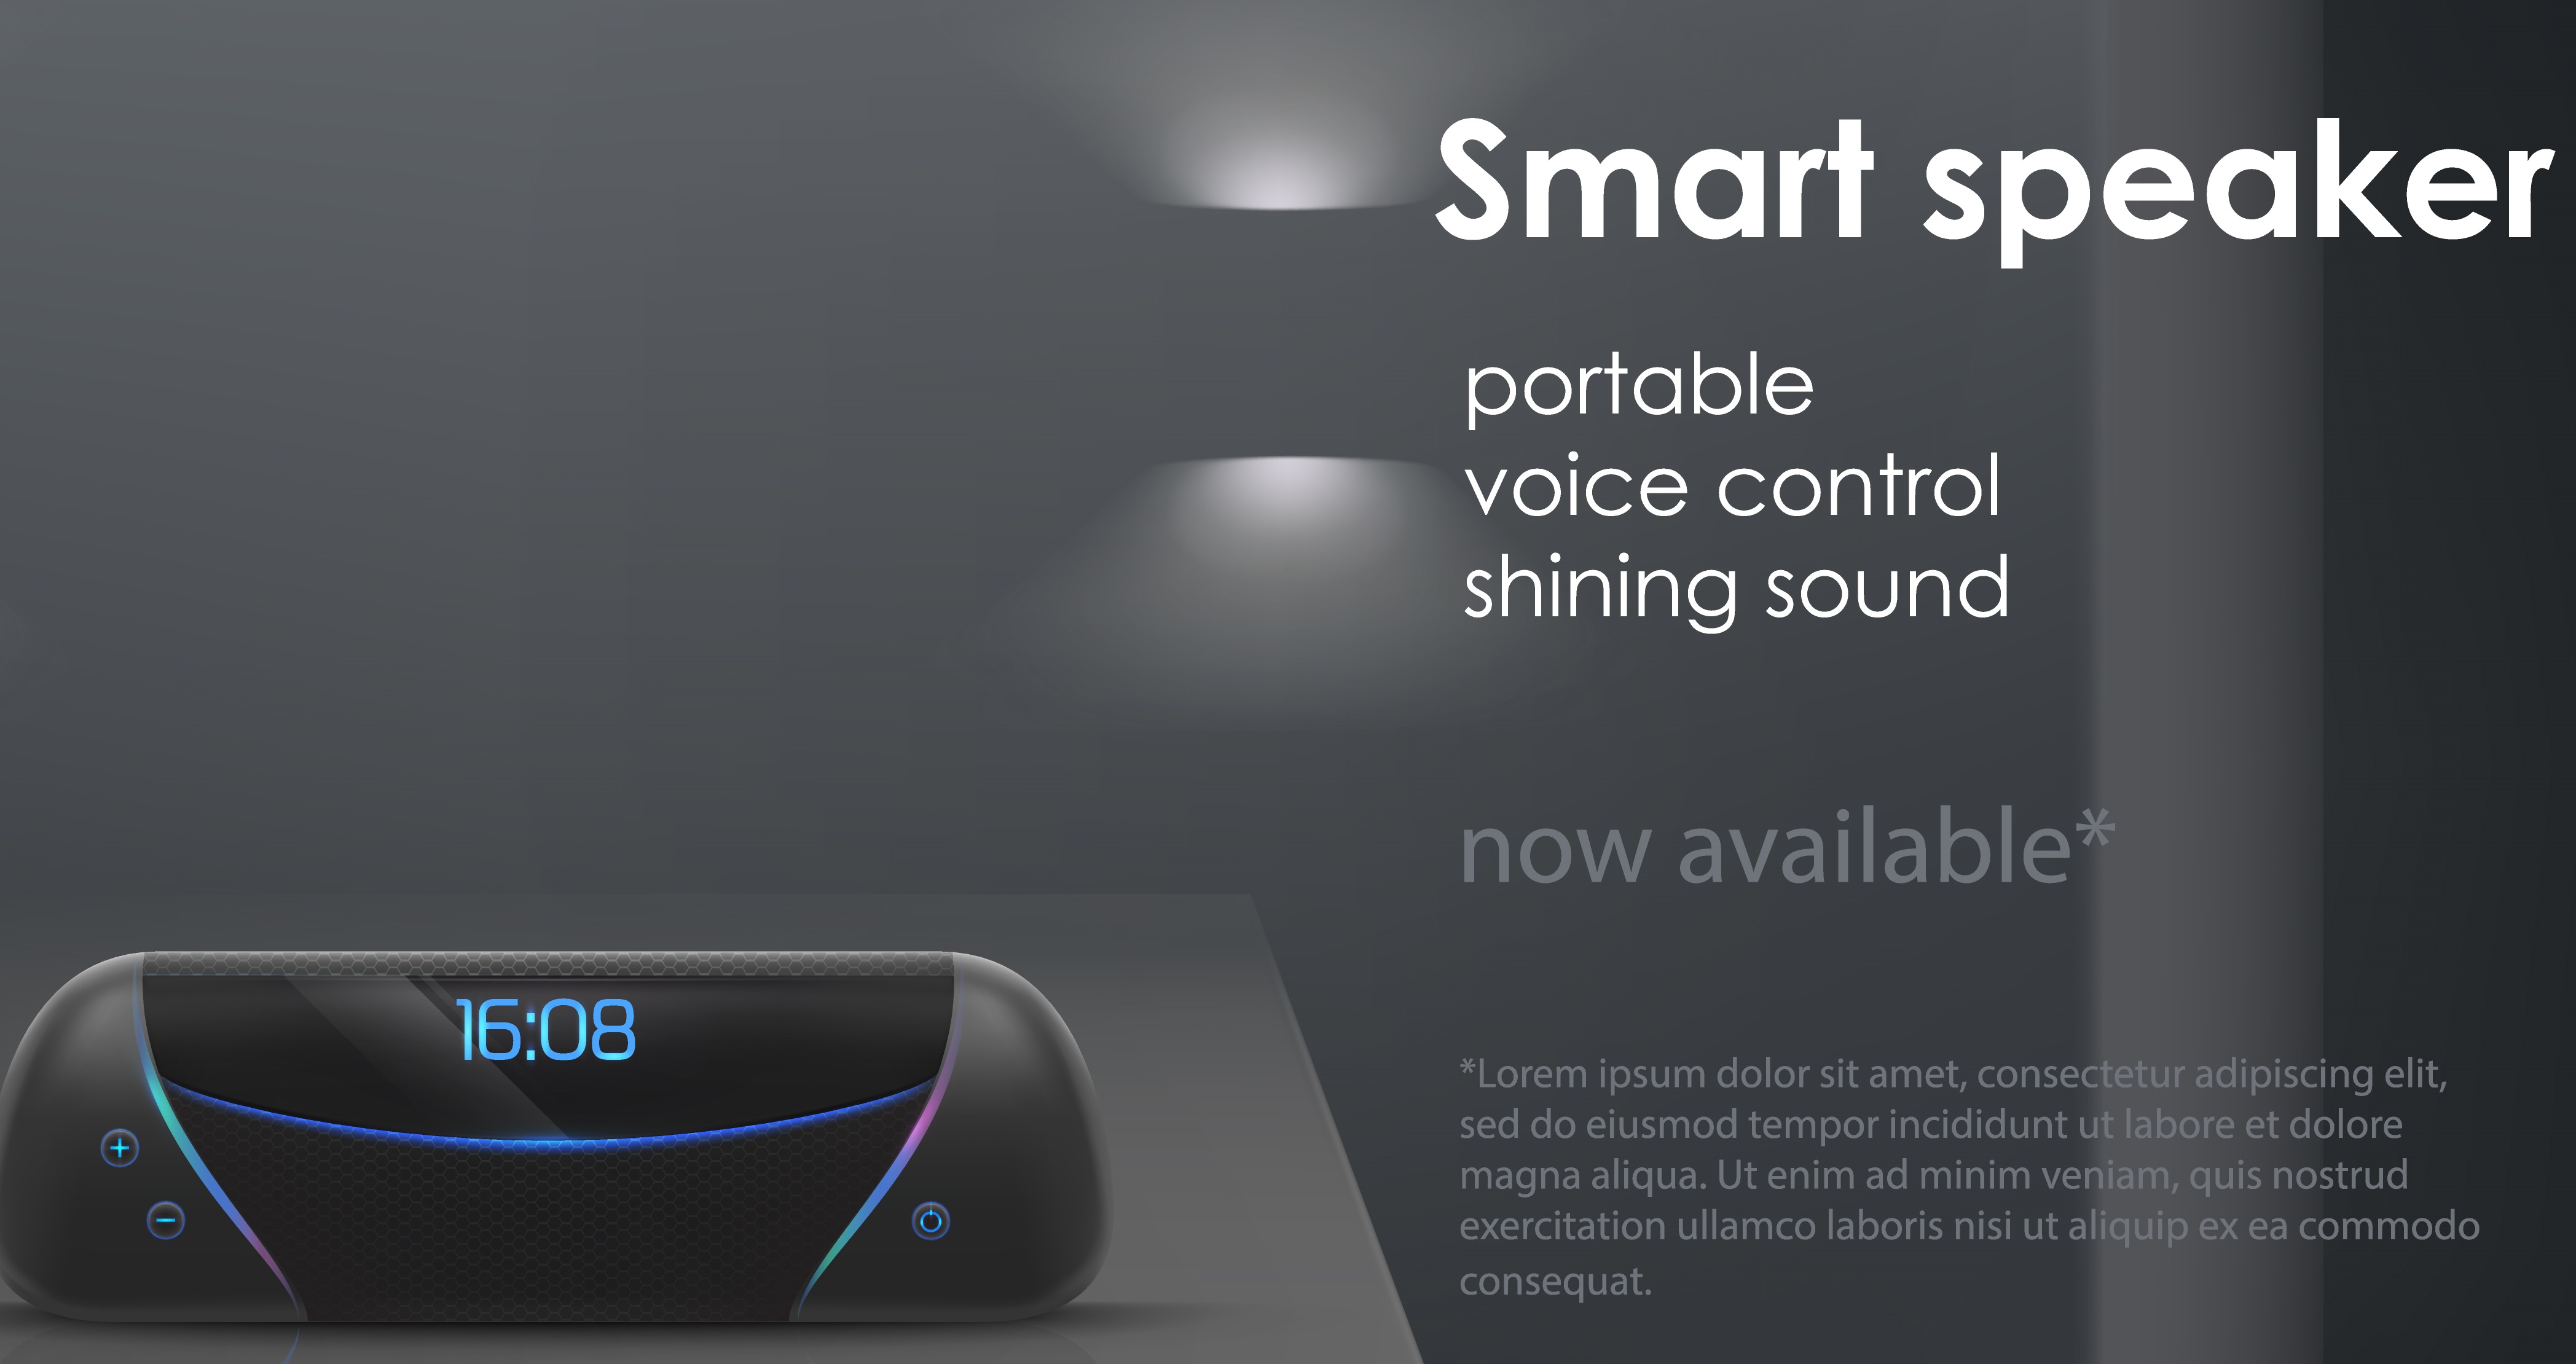 Smart speaker
portable
voice control
shining sound
now available*
16:08
*Lorem ipsum dolor sit amet, consectetur adipiscing elit,
sed do eiusmod tempor incididunt ut labore et dolore
magna aliqua. Ut enim ad minim veniam, quis nostrud
exercitation ullamco laboris nisi ut aliquip ex ea commodo
consequat.